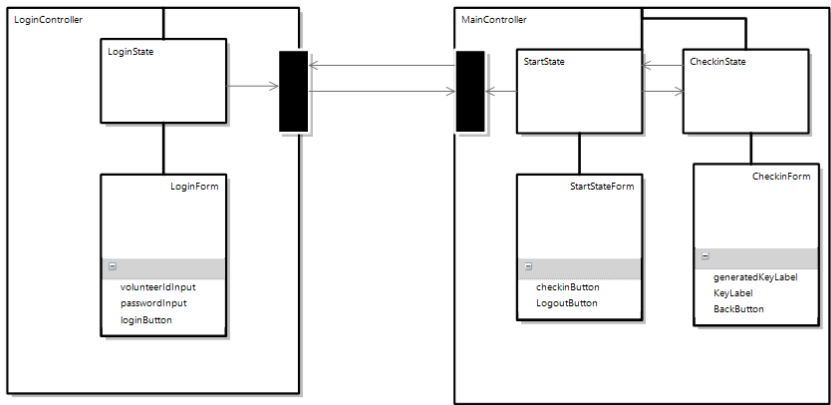 LoginController
LoginState
LoginForm
volunteerIdInput
passwordInput
loginButton
MainController
StartState
CheckinState
StartStateForm
checkinButton
LogoutButton
CheckinForm
generatedKeyLabel
KeyLabel
BackButton